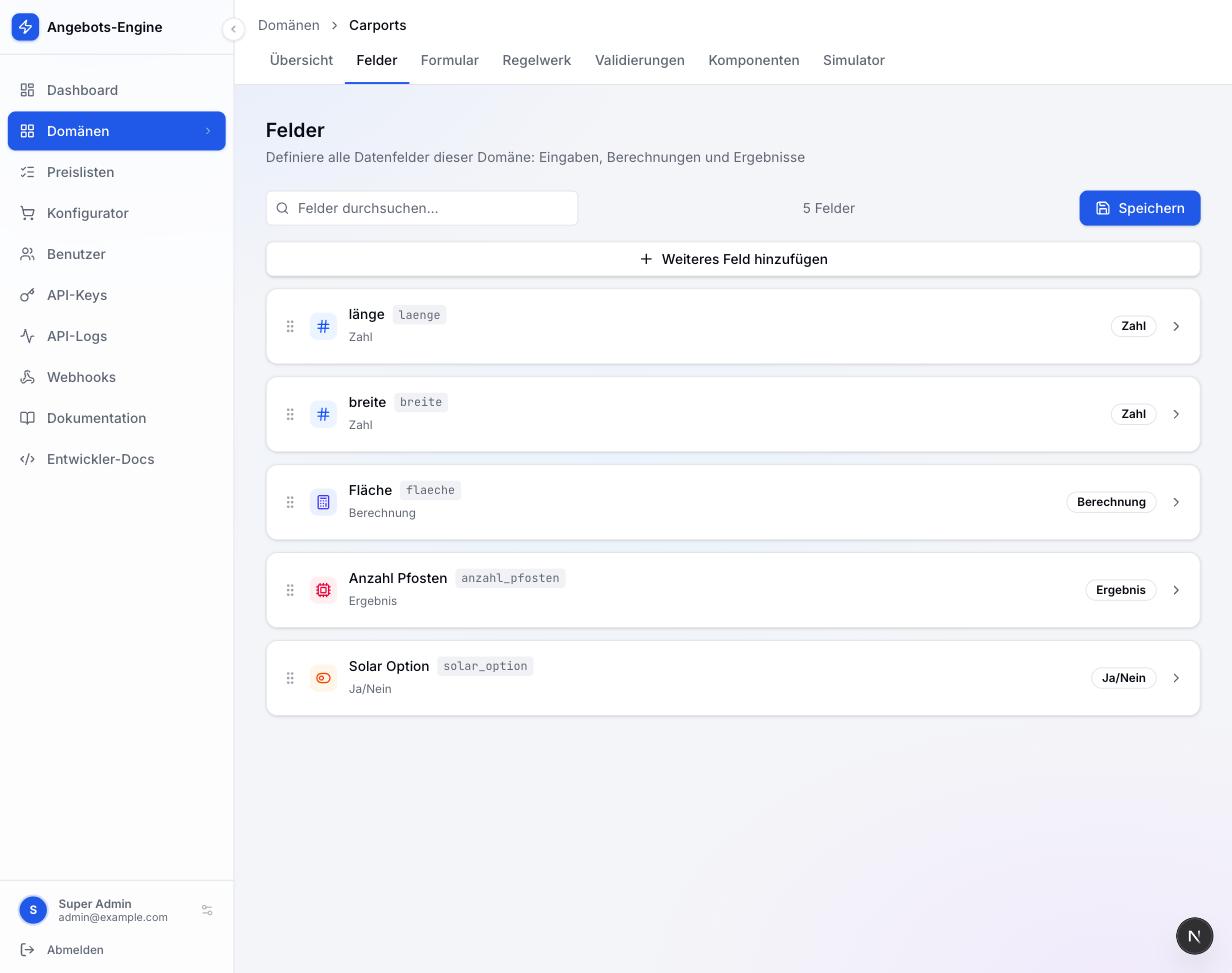 Angebots-Engine
Domänen > Carports
Übersicht Felder Formular Regelwerk Validierungen Komponenten Simulator
Dashboard
Domänen
Preislisten
Konfigurator
Benutzer
API-Keys
API-Logs
Webhooks
Dokumentation
Entwickler-Docs
Super Admin
S
admin@example.com
Abmelden
Felder
Definiere alle Datenfelder dieser Domäne: Eingaben, Berechnungen und Ergebnisse
Felder durchsuchen... 5 Felder Speichern
Weiteres Feld hinzufügen
länge laenge
Zahl
Zahl
breite breite
Zahl
Zahl
Fläche flaeche
Berechnung
Berechnung
Anzahl Pfosten anzahl_pfosten
Ergebnis
Ergebnis
Solar Option solar_option
Ja/Nein
Ja/Nein
N